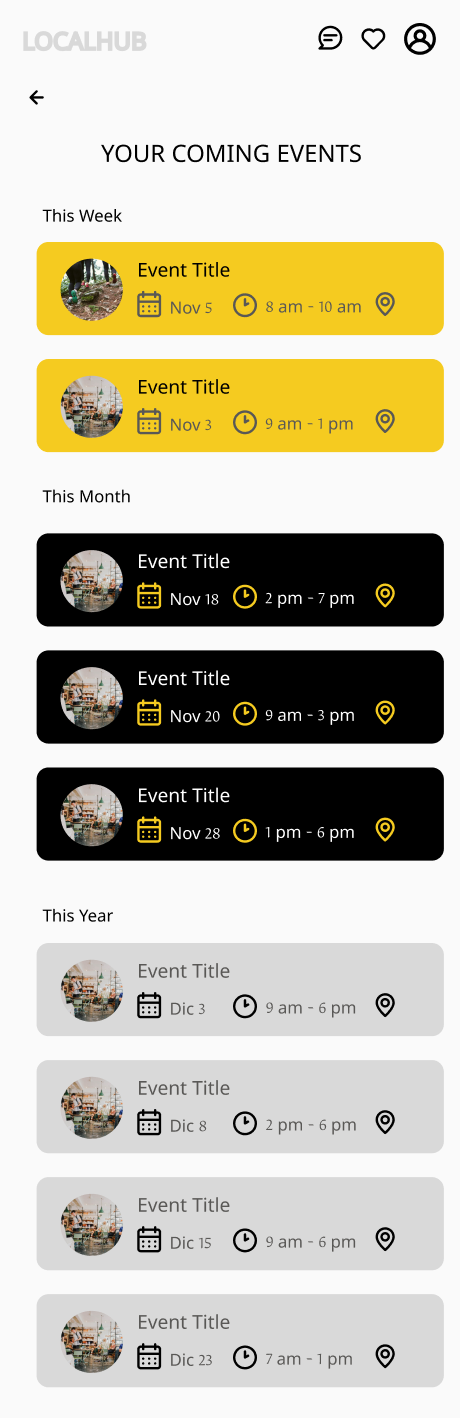 LOCALHUB
YOUR COMING EVENTS
This Week
Event Title
Nov 5 8 am - 10 am
Event Title
Nov 3 9 am - 1 pm
This Month
Event Title
Nov 18 2 pm - 7 pm
Event Title
Nov 20 9 am - 3 pm
Event Title
Nov 28 1 pm - 6 pm
This Year
Event Title
Dic 3 9 am - 6 pm
Event Title
Dic 8 2 pm - 6 pm
Event Title
Dic 15 9 am - 6 pm
Event Title
Dic 23 7 am - 1 pm